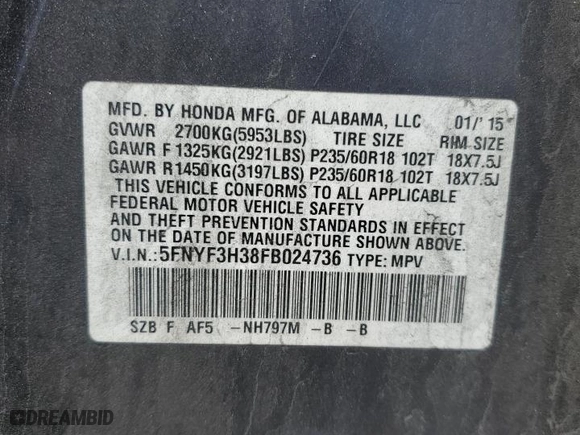 MFD. BY HONDA MFG. OF ALABAMA, LLC 01/'15
GVWR 2700KG(5953LBS) TIRE SIZE RIM SIZE
GAWR F 1325KG(2921LBS) P235/60R18 102T 18X7.5J
GAWR R1450KG(3197LBS) P235/60R18 102T 18X7.5J
THIS VEHICLE CONFORMS TO ALL APPLICABLE
FEDERAL MOTOR VEHICLE SAFETY
AND THEFT PREVENTION STANDARDS IN EFFECT
ON THE DATE OF MANUFACTURE SHOWN ABOVE.
V.I.N.:5FNYF3H38FB024736 TYPE: MPV
SZB F AF5 -NH797M -B -B
DREAMBID